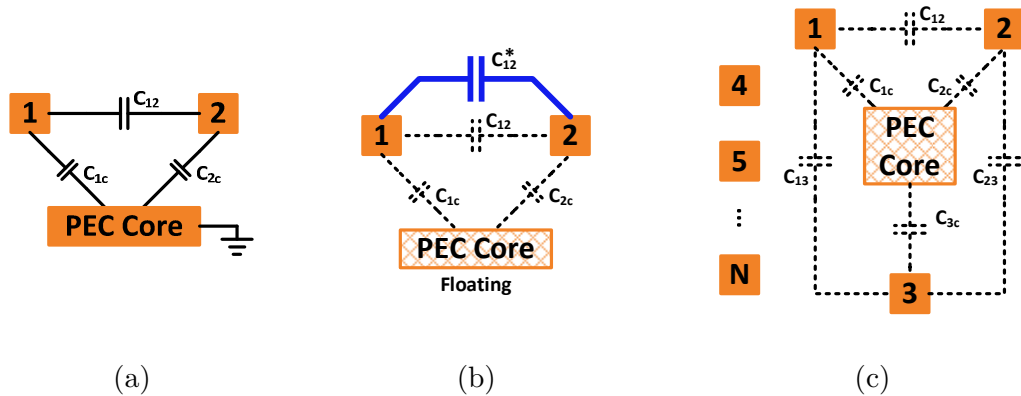 1
C12
2
C1c
C2c
PEC Core
(a)
C*12
1
C12
2
C1c
C2c
PEC Core
Floating
(b)
1
C12
2
4
C1c
C2c
PEC
Core
5
C13
C23
⋮
C3c
N
3
(c)